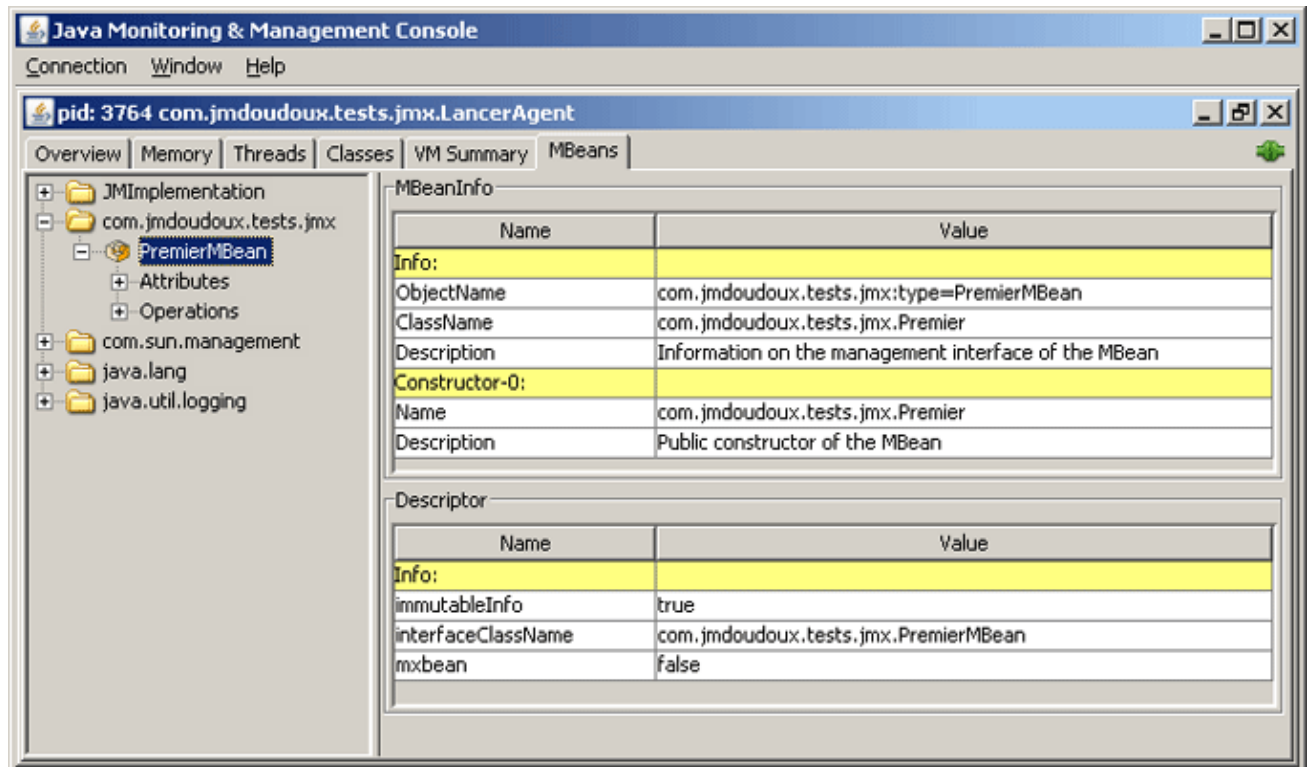 Java Monitoring & Management Console
Connection Window Help
pid: 3764 com.jmdoudoux.tests.jmx.LancerAgent
Overview Memory Threads Classes VM Summary MBeans
JMImplementation
com.jmdoudoux.tests.jmx
PremierMBean
Attributes
Operations
com.sun.management
java.lang
java.util.logging
MBeanInfo
Name Value
Info:
ObjectName com.jmdoudoux.tests.jmx:type=PremierMBean
ClassName com.jmdoudoux.tests.jmx.Premier
Description Information on the management interface of the MBean
Constructor-0:
Name com.jmdoudoux.tests.jmx.Premier
Description Public constructor of the MBean
Descriptor
Name Value
Info:
immutableInfo true
interfaceClassName com.jmdoudoux.tests.jmx.PremierMBean
mxbean false